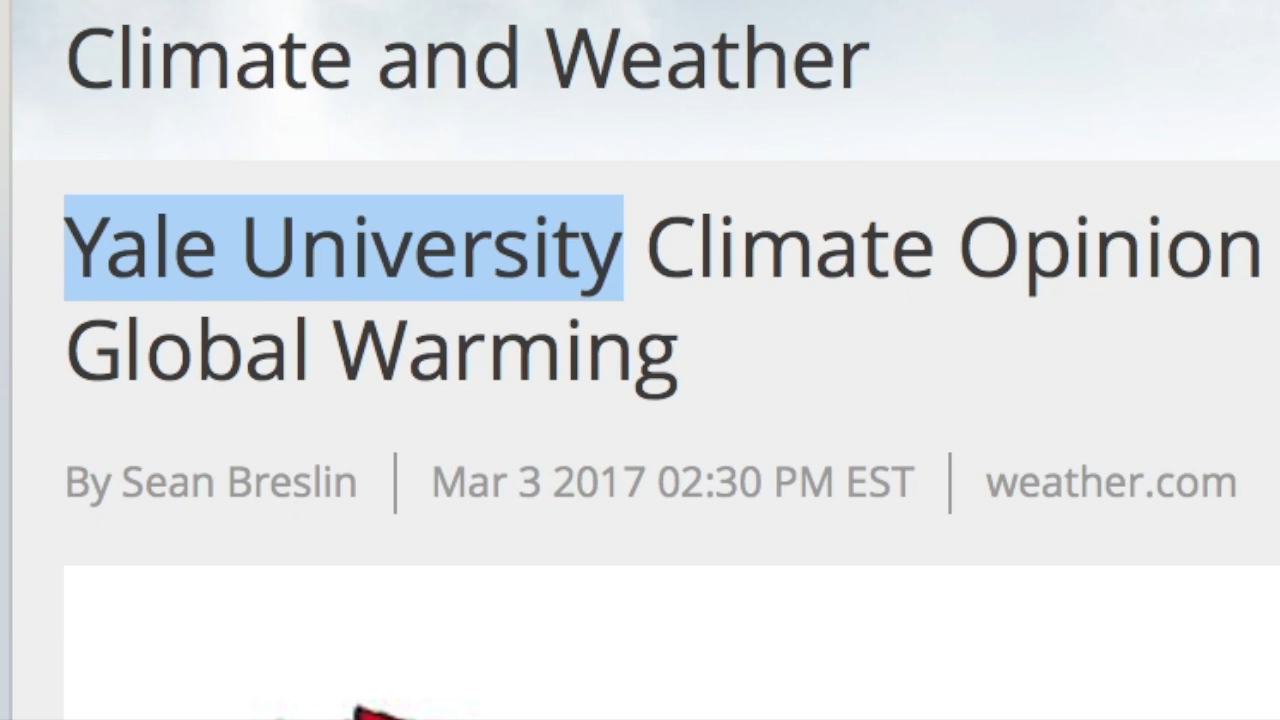 Climate and Weather
Yale University Climate Opinion
Global Warming
By Sean Breslin | Mar 3 2017 02:30 PM EST | weather.com